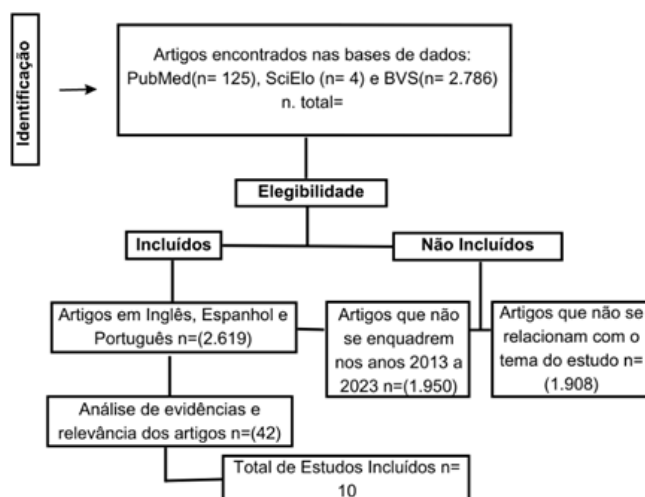 Identificação
Artigos encontrados nas bases de dados:
PubMed(n= 125), SciElo (n= 4) e BVS(n= 2.786)
n. total=
Elegibilidade
Incluídos
Não Incluídos
Artigos em Inglês, Espanhol e
Português n=(2.619)
Artigos que não
se enquadrem
nos anos 2013 a
2023 n=(1.950)
Artigos que não se
relacionam com o
tema do estudo n=
(1.908)
Análise de evidências e
relevância dos artigos n=(42)
Total de Estudos Incluídos n=
10